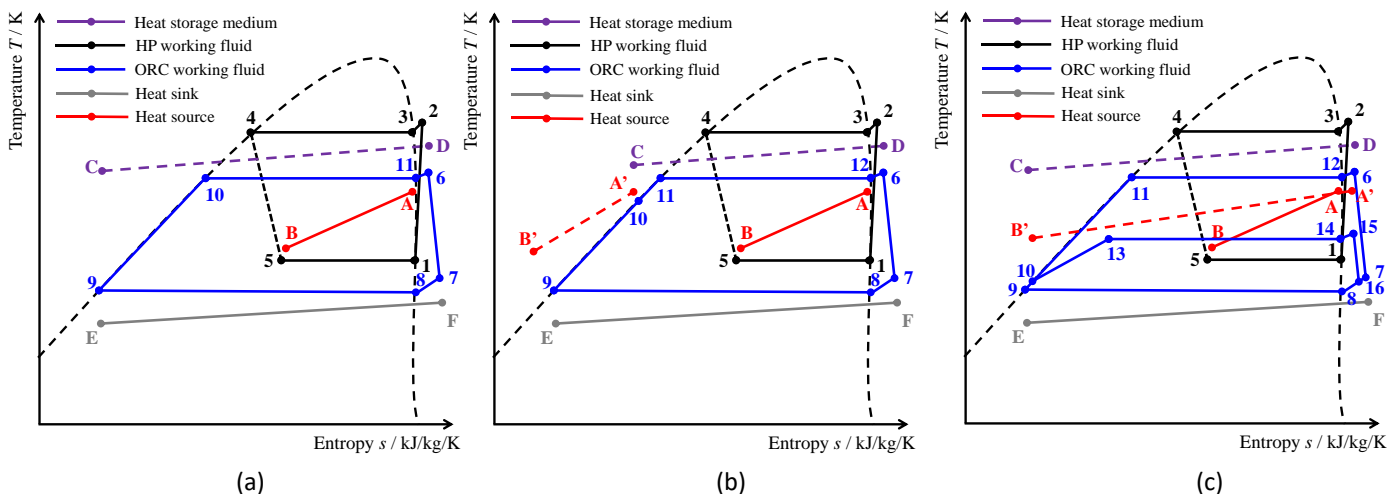 Temperature T / K
Heat storage medium
HP working fluid
ORC working fluid
Heat sink
Heat source
4
3
2
C
D
11
10
6
A
B
5
1
9
8
7
E
F
Entropy s / kJ/kg/K
(a)
Temperature T / K
Heat storage medium
HP working fluid
ORC working fluid
Heat sink
Heat source
4
3
2
C
D
12
A’
11
6
10
A
B’
B
5
1
9
8
7
E
F
Entropy s / kJ/kg/K
(b)
Temperature T / K
Heat storage medium
HP working fluid
ORC working fluid
Heat sink
Heat source
4
3
2
C
D
12
11
6
A
A’
B’
B
14
15
13
5
1
10
9
7
8
16
E
F
Entropy s / kJ/kg/K
(c)